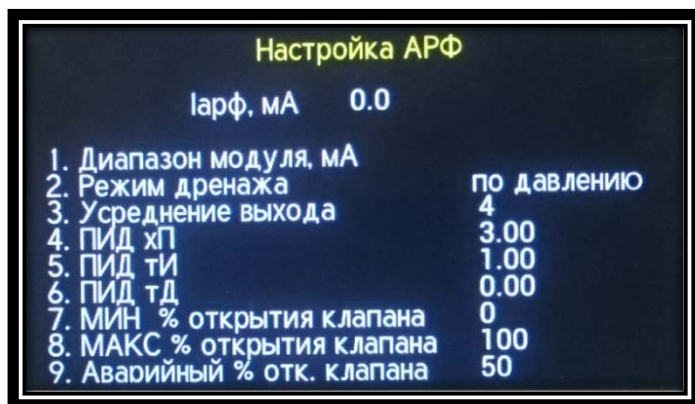 Настройка АРФ
Iарф, мА 0.0
1. Диапазон модуля, мА
2. Режим дренажа по давлению
3. Усреднение выхода 4
4. ПИД хП 3.00
5. ПИД тИ 1.00
6. ПИД тД 0.00
7. МИН % открытия клапана 0
8. МАКС % открытия клапана 100
9. Аварийный % отк. клапана 50